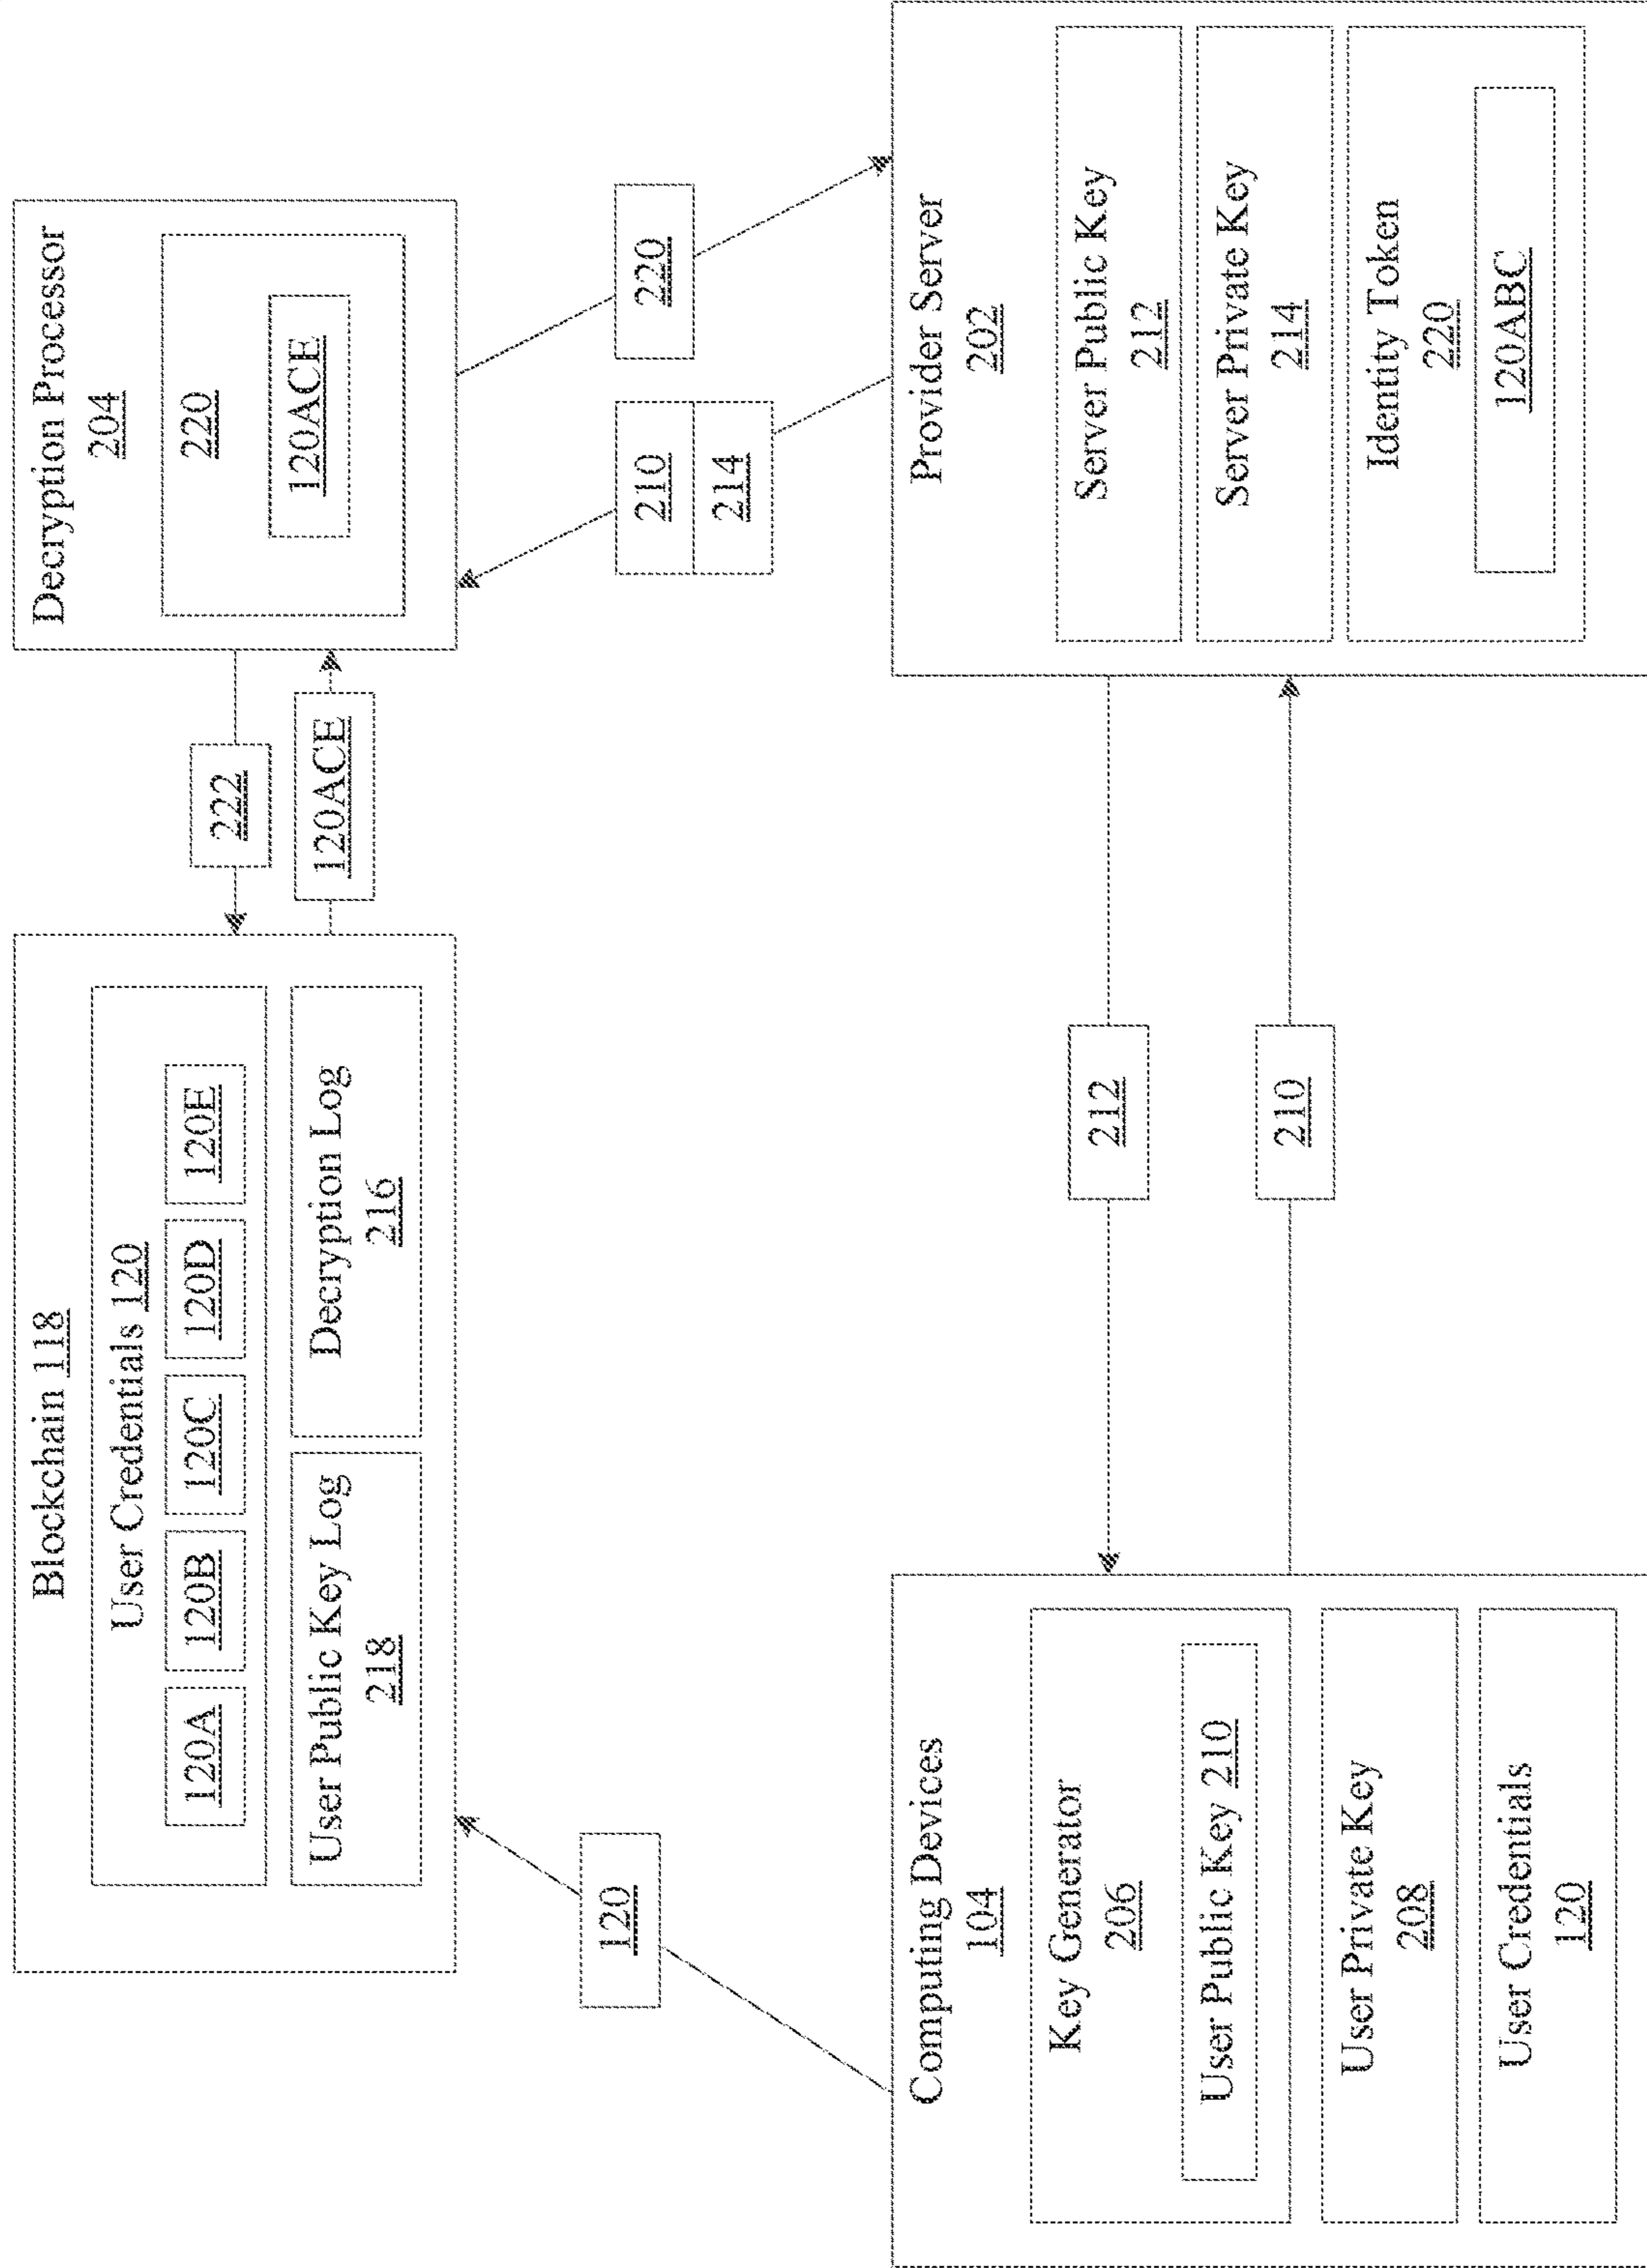 Blockchain 118
User Credentials 120
120A
120B
120C
120D
120E
User Public Key Log
218
Decryption Log
216
222
120ACE
Decryption Processor
204
220
120ACE
120
210
214
220
Computing Devices
104
Key Generator
206
User Public Key 210
User Private Key
208
User Credentials
120
212
210
Provider Server
202
Server Public Key
212
Server Private Key
214
Identity Token
220
120ABC